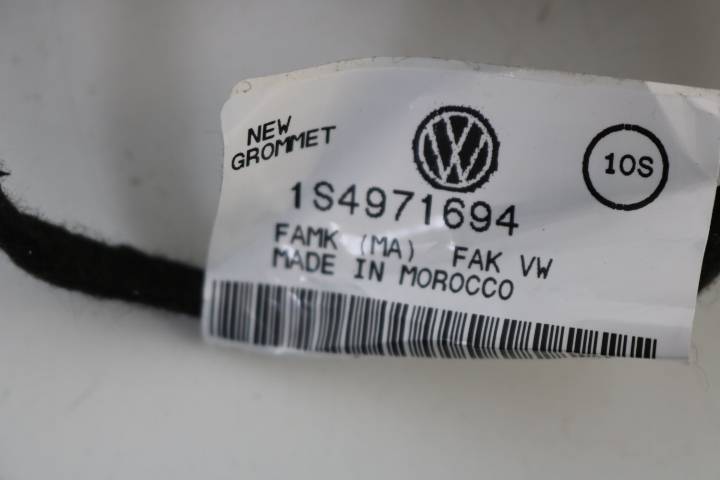 NEW
GROMMET
10S
1S4971694
FAMK (MA) FAK VW
MADE IN MOROCCO